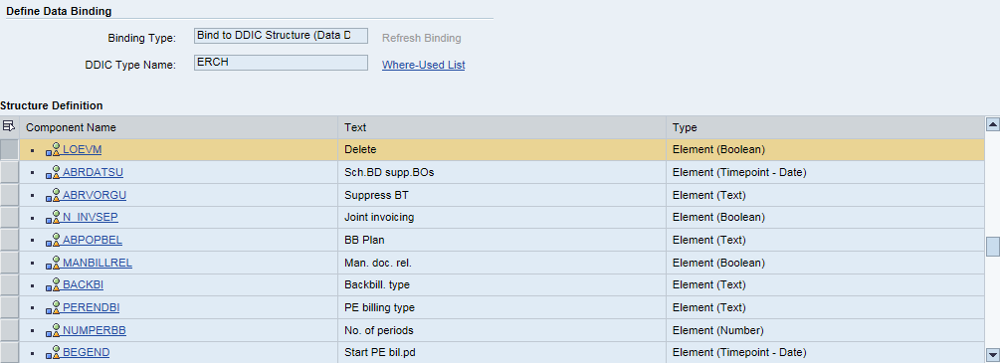 Define Data Binding
Binding Type: Bind to DDIC Structure (Data D Refresh Binding
DDIC Type Name: ERCH Where-Used List
Structure Definition
Component Name Text Type
LOEVM Delete Element (Boolean)
ABRDATSU Sch.BD supp.BOs Element (Timepoint - Date)
ABRVORGU Suppress BT Element (Text)
N_INVSEP Joint invoicing Element (Boolean)
ABPOPBEL BB Plan Element (Text)
MANBILLREL Man. doc. rel. Element (Boolean)
BACKBI Backbill. type Element (Text)
PERENDBI PE billing type Element (Text)
NUMPERBB No. of periods Element (Number)
BEGEND Start PE bil.pd Element (Timepoint - Date)